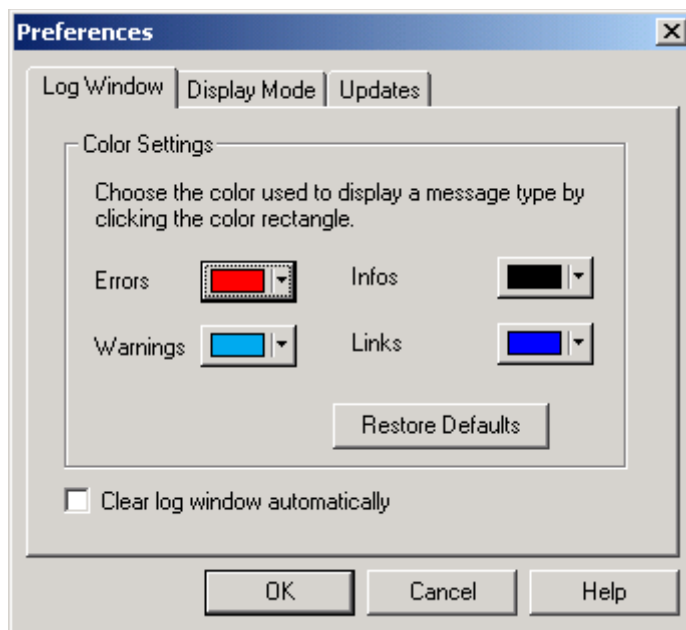 Preferences
Log Window Display Mode Updates
Color Settings
Choose the color used to display a message type by
clicking the color rectangle.
Errors Infos
Warnings Links
Restore Defaults
Clear log window automatically
OK Cancel Help